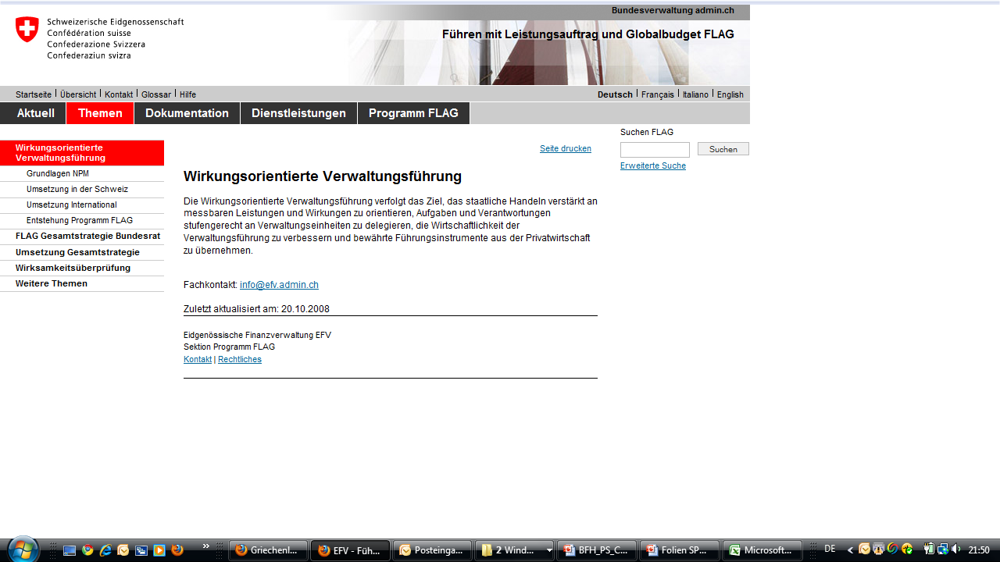 Bundesverwaltung admin.ch
Schweizerische Eidgenossenschaft
Confédération suisse
Confederazione Svizzera
Confederaziun svizra
Führen mit Leistungsauftrag und Globalbudget FLAG
Startseite | Übersicht | Kontakt | Glossar | Hilfe
Deutsch | Français | Italiano | English
Aktuell Themen Dokumentation Dienstleistungen Programm FLAG
Wirkungsorientierte
Verwaltungsführung
Grundlagen NPM
Umsetzung in der Schweiz
Umsetzung International
Entstehung Programm FLAG
FLAG Gesamtstrategie Bundesrat
Umsetzung Gesamtstrategie
Wirksamkeitsüberprüfung
Weitere Themen
Seite drucken
Wirkungsorientierte Verwaltungsführung
Die Wirkungsorientierte Verwaltungsführung verfolgt das Ziel, das staatliche Handeln verstärkt an
messbaren Leistungen und Wirkungen zu orientieren, Aufgaben und Verantwortungen
stufengerecht an Verwaltungseinheiten zu delegieren, die Wirtschaftlichkeit der
Verwaltungsführung zu verbessern und bewährte Führungsinstrumente aus der Privatwirtschaft
zu übernehmen.
Fachkontakt: info@efv.admin.ch
Zuletzt aktualisiert am: 20.10.2008
Eidgenössische Finanzverwaltung EFV
Sektion Programm FLAG
Kontakt | Rechtliches
Suchen FLAG
Suchen
Erweiterte Suche
» Griechenl... EFV - Füh... Posteinga... 2 Wind... BFH_PS_C... Folien SP... Microsoft... DE 21:50